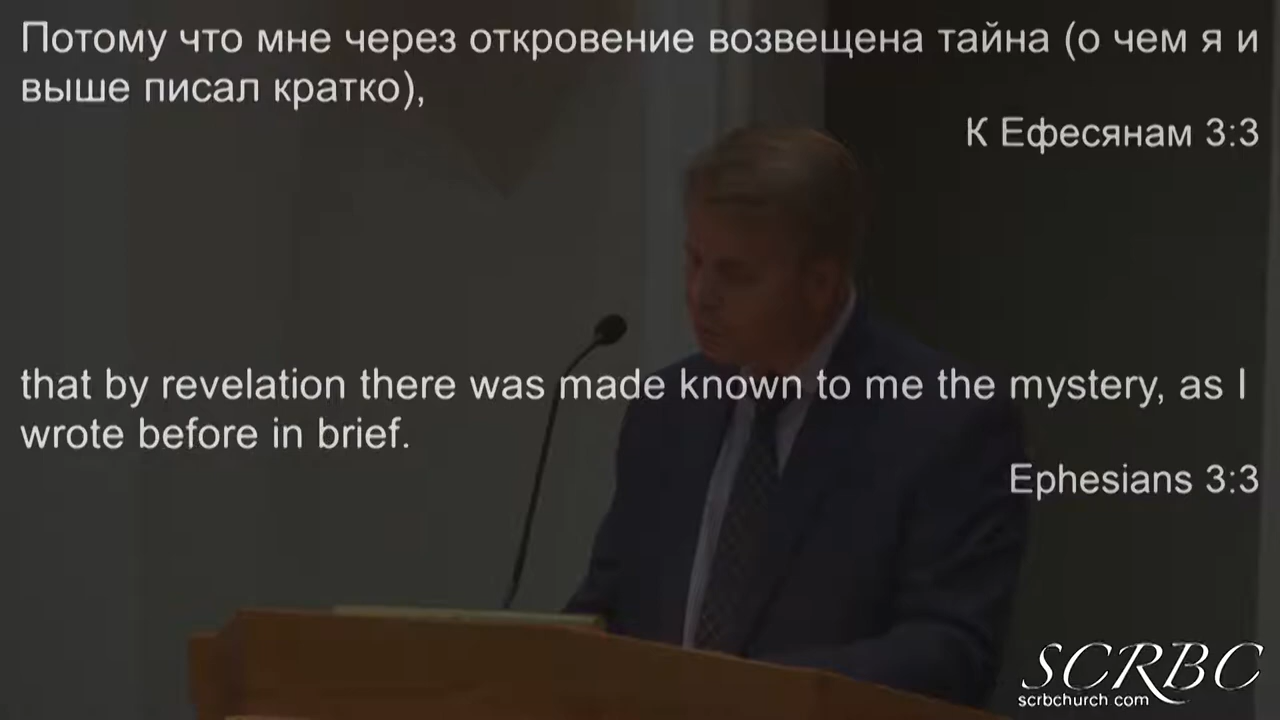 Потому что мне через откровение возвещена тайна (о чем я и
выше писал кратко),
К Ефесянам 3:3
that by revelation there was made known to me the mystery, as I
wrote before in brief.
Ephesians 3:3
SCRBC
scrbchurch com